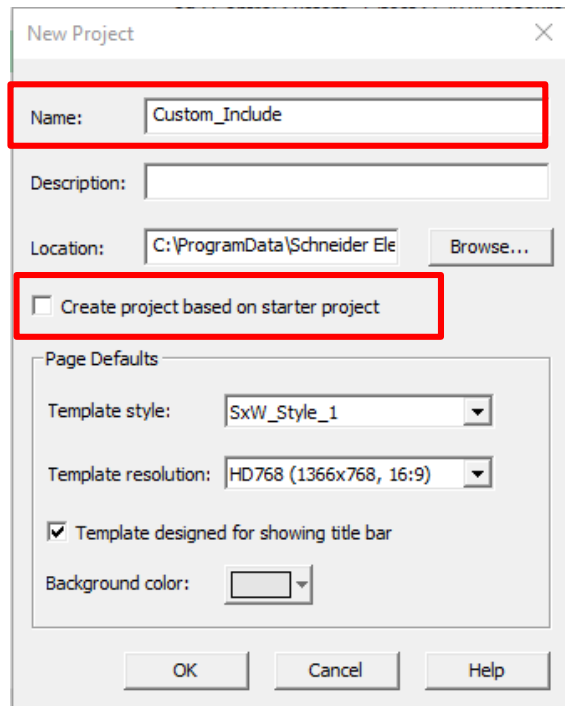 New Project
Name: Custom_Include
Description:
Location: C:\ProgramData\Schneider Ele Browse...
Create project based on starter project
Page Defaults
Template style: SxW_Style_1
Template resolution: HD768 (1366x768, 16:9)
Template designed for showing title bar
Background color:
OK Cancel Help